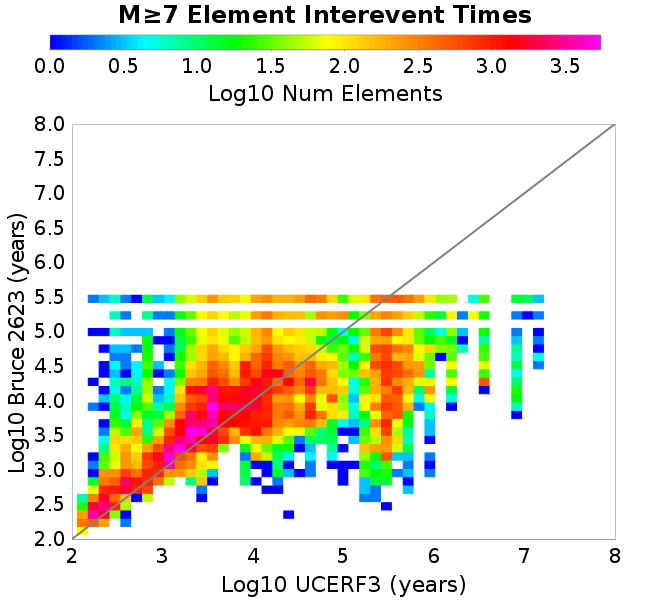 M≥7 Element Interevent Times
0.0 0.5 1.0 1.5 2.0 2.5 3.0 3.5
Log10 Num Elements
Log10 Bruce 2623 (years)
8.0
7.5
7.0
6.5
6.0
5.5
5.0
4.5
4.0
3.5
3.0
2.5
2.0
2 3 4 5 6 7 8
Log10 UCERF3 (years)